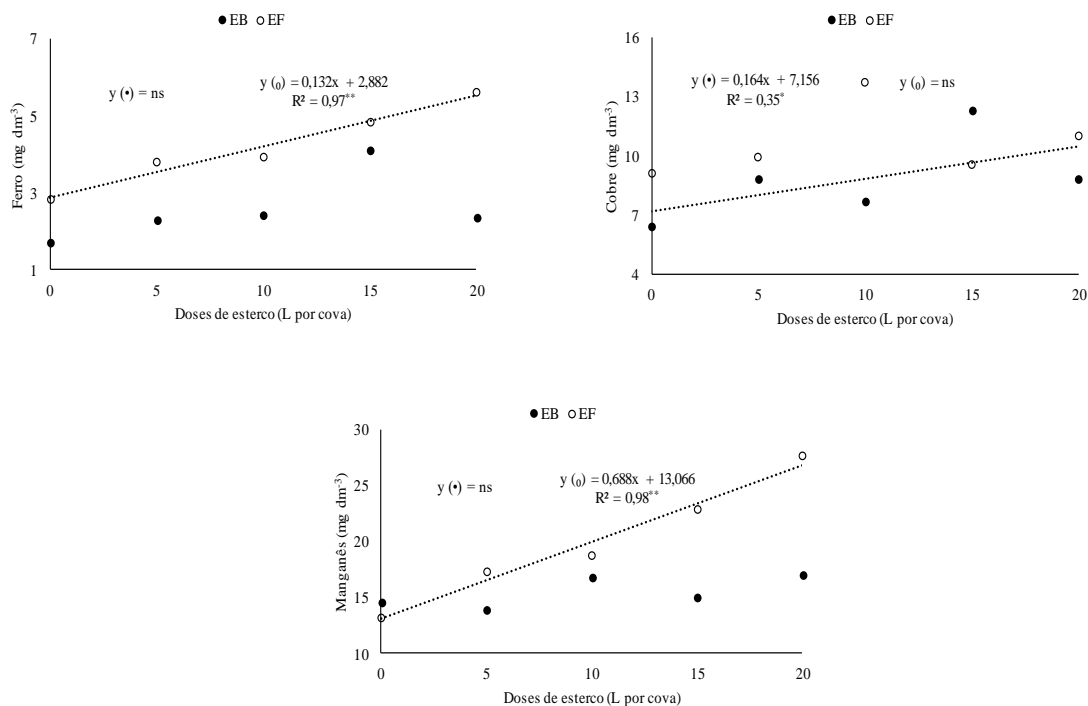 ● EB ○ EF
Ferro (mg dm⁻³)
7
5
3
1
y (•) = ns
y (₀) = 0,132x + 2,882
R² = 0,97**
0 5 10 15 20
Doses de esterco (L por cova)
● EB ○ EF
Cobre (mg dm⁻³)
16
13
10
7
4
y (•) = 0,164x + 7,156
R² = 0,35*
y (₀) = ns
0 5 10 15 20
Doses de esterco (L por cova)
● EB ○ EF
Manganês (mg dm⁻³)
30
25
20
15
10
y (•) = ns
y (₀) = 0,688x + 13,066
R² = 0,98**
0 5 10 15 20
Doses de esterco (L por cova)